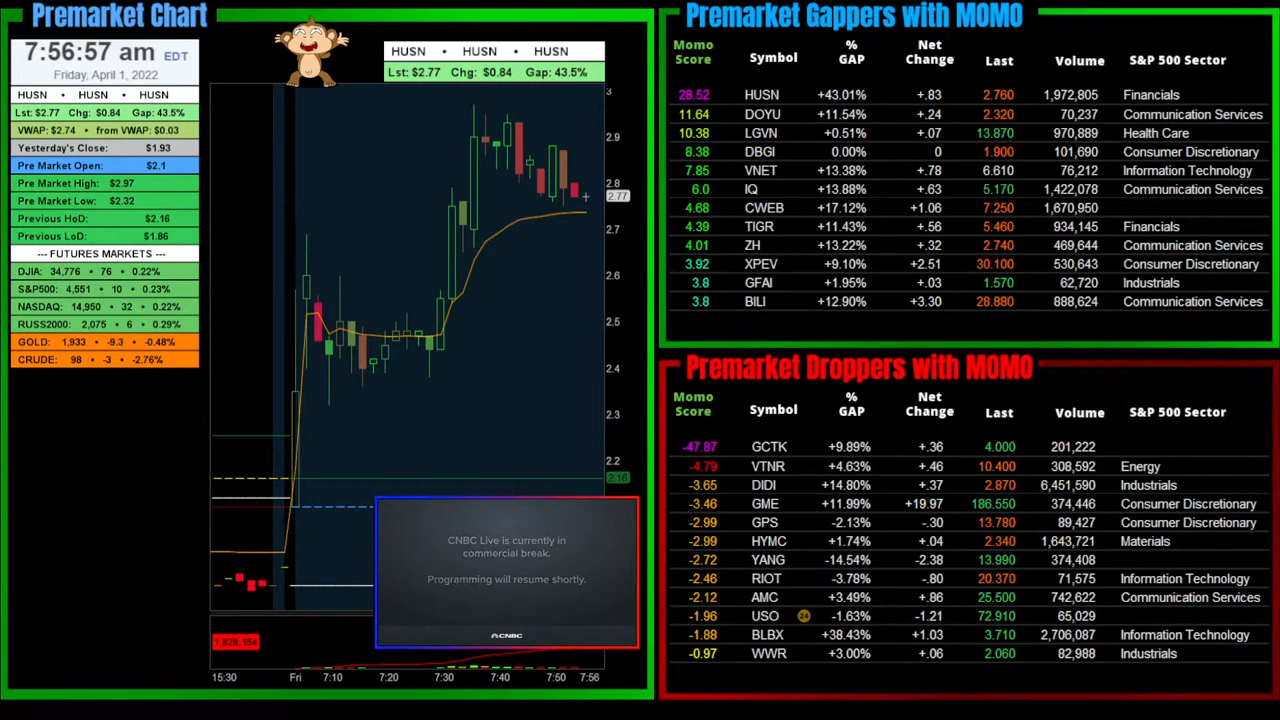 Premarket Chart
7:56:57 am EDT
Friday, April 1, 2022
HUSN • HUSN • HUSN
Lst: $2.77 Chg: $0.84 Gap: 43.5%
VWAP: $2.74 • from VWAP: $0.03
Yesterday's Close: $1.93
Pre Market Open: $2.1
Pre Market High: $2.97
Pre Market Low: $2.32
Previous HoD: $2.16
Previous LoD: $1.86
--- FUTURES MARKETS ---
DJIA: 34,776 • 76 • 0.22%
S&P500: 4,551 • 10 • 0.23%
NASDAQ: 14,950 • 32 • 0.22%
RUSS2000: 2,075 • 6 • 0.29%
GOLD: 1,933 • -9.3 • -0.48%
CRUDE: 98 • -3 • -2.76%
HUSN • HUSN • HUSN
Lst: $2.77 Chg: $0.84 Gap: 43.5%
3
2.9
2.8
2.77
2.7
2.6
2.5
2.4
2.3
2.2
2.16
CNBC Live is currently in
commercial break.
Programming will resume shortly.
CNBC
15:30 Fri 7:10 7:20 7:30 7:40 7:50 7:56
Premarket Gappers with MOMO
Momo Score Symbol % GAP Net Change Last Volume S&P 500 Sector
28.52 HUSN +43.01% +.83 2.760 1,972,805 Financials
11.64 DOYU +11.54% +.24 2.320 70,237 Communication Services
10.38 LGVN +0.51% +.07 13.870 970,889 Health Care
8.38 DBGI 0.00% 0 1.900 101,690 Consumer Discretionary
7.85 VNET +13.38% +.78 6.610 76,212 Information Technology
6.0 IQ +13.88% +.63 5.170 1,422,078 Communication Services
4.68 CWEB +17.12% +1.06 7.250 1,670,950
4.39 TIGR +11.43% +.56 5.460 934,145 Financials
4.01 ZH +13.22% +.32 2.740 469,644 Communication Services
3.92 XPEV +9.10% +2.51 30.100 530,643 Consumer Discretionary
3.8 GFAI +1.95% +.03 1.570 62,720 Industrials
3.8 BILI +12.90% +3.30 28.880 888,624 Communication Services
Premarket Droppers with MOMO
Momo Score Symbol % GAP Net Change Last Volume S&P 500 Sector
-47.87 GCTK +9.89% +.36 4.000 201,222
-4.79 VTNR +4.63% +.46 10.400 308,592 Energy
-3.65 DIDI +14.80% +.37 2.870 6,451,590 Industrials
-3.46 GME +11.99% +19.97 186.550 374,446 Consumer Discretionary
-2.99 GPS -2.13% -.30 13.780 89,427 Consumer Discretionary
-2.99 HYMC +1.74% +.04 2.340 1,643,721 Materials
-2.72 YANG -14.54% -2.38 13.990 374,408
-2.46 RIOT -3.78% -.80 20.370 71,575 Information Technology
-2.12 AMC +3.49% +.86 25.500 742,622 Communication Services
-1.96 USO 24 -1.63% -1.21 72.910 65,029
-1.88 BLBX +38.43% +1.03 3.710 2,706,087 Information Technology
-0.97 WWR +3.00% +.06 2.060 82,988 Industrials